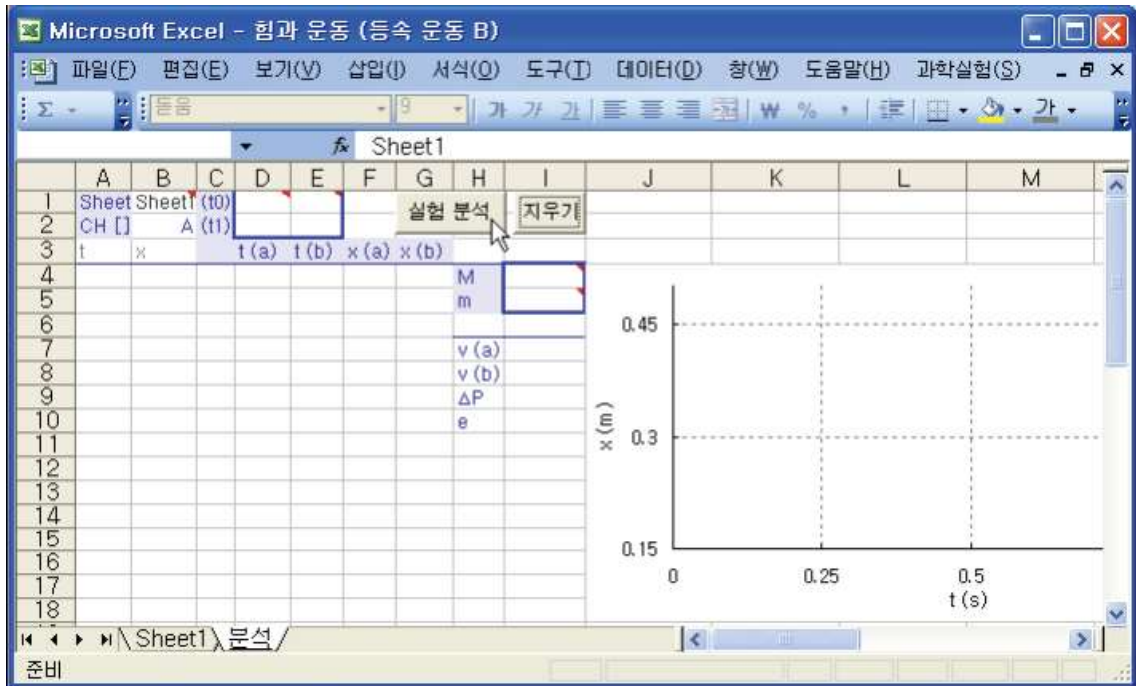 Microsoft Excel - 힘과 운동 (등속 운동 B)
파일(F) 편집(E) 보기(V) 삽입(I) 서식(O) 도구(T) 데이터(D) 창(W) 도움말(H) 과학실험(S)
Σ 돋움 9 가 가 가 ₩ % , 가
fx Sheet1
A B C D E F G H I J K L M
1 Sheet Sheet1 (t0) 실험 분석 지우기
2 CH [] A (t1)
3 t x t(a) t(b) x(a) x(b)
4 M
5 m
6 0.45
7 v(a)
8 v(b)
9 ΔP
10 e
x(m)
11 0.3
12
13
14
15
16 0.15
17 0 0.25 0.5
18 t(s)
Sheet1 분석
준비